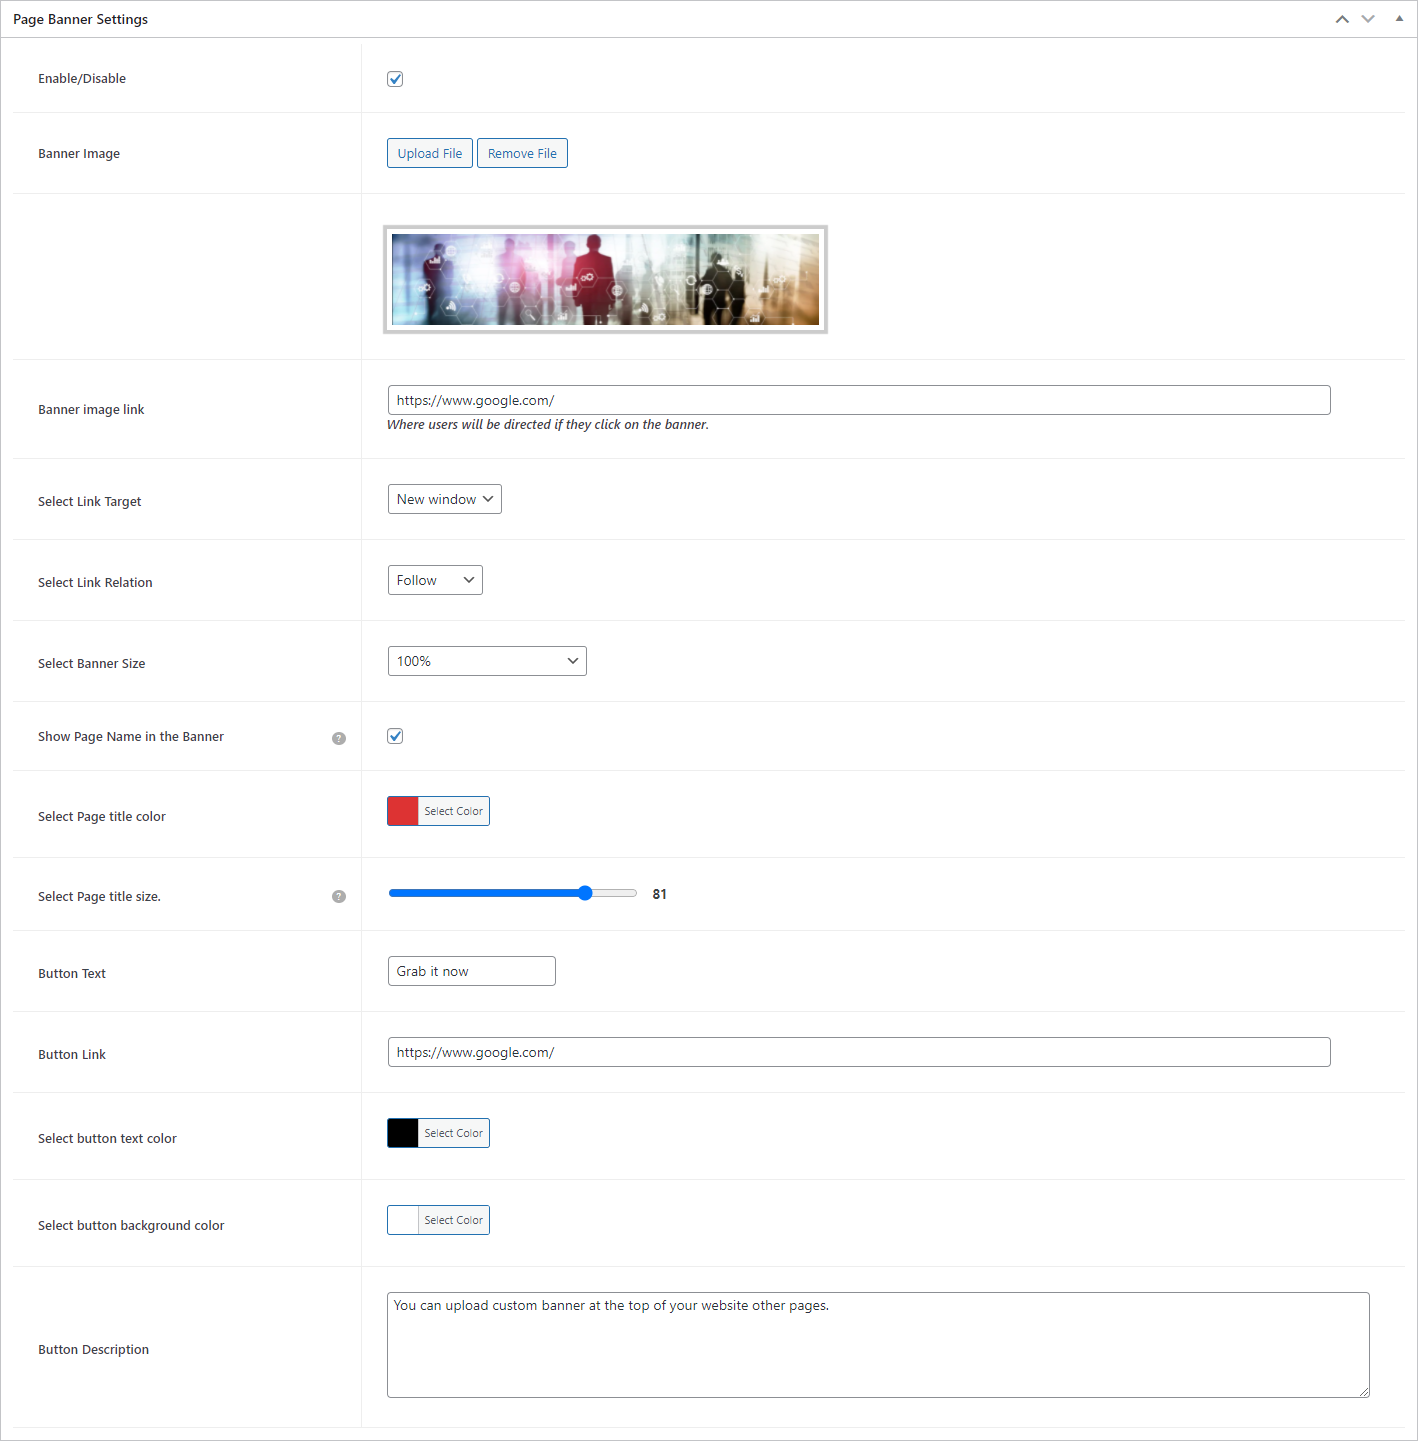 Page Banner Settings
Enable/Disable
Banner Image
Upload File
Remove File
Banner image link
https://www.google.com/
Where users will be directed if they click on the banner.
Select Link Target
New window
Select Link Relation
Follow
Select Banner Size
100%
Show Page Name in the Banner
?
Select Page title color
Select Color
Select Page title size.
?
81
Button Text
Grab it now
Button Link
https://www.google.com/
Select button text color
Select Color
Select button background color
Select Color
Button Description
You can upload custom banner at the top of your website other pages.